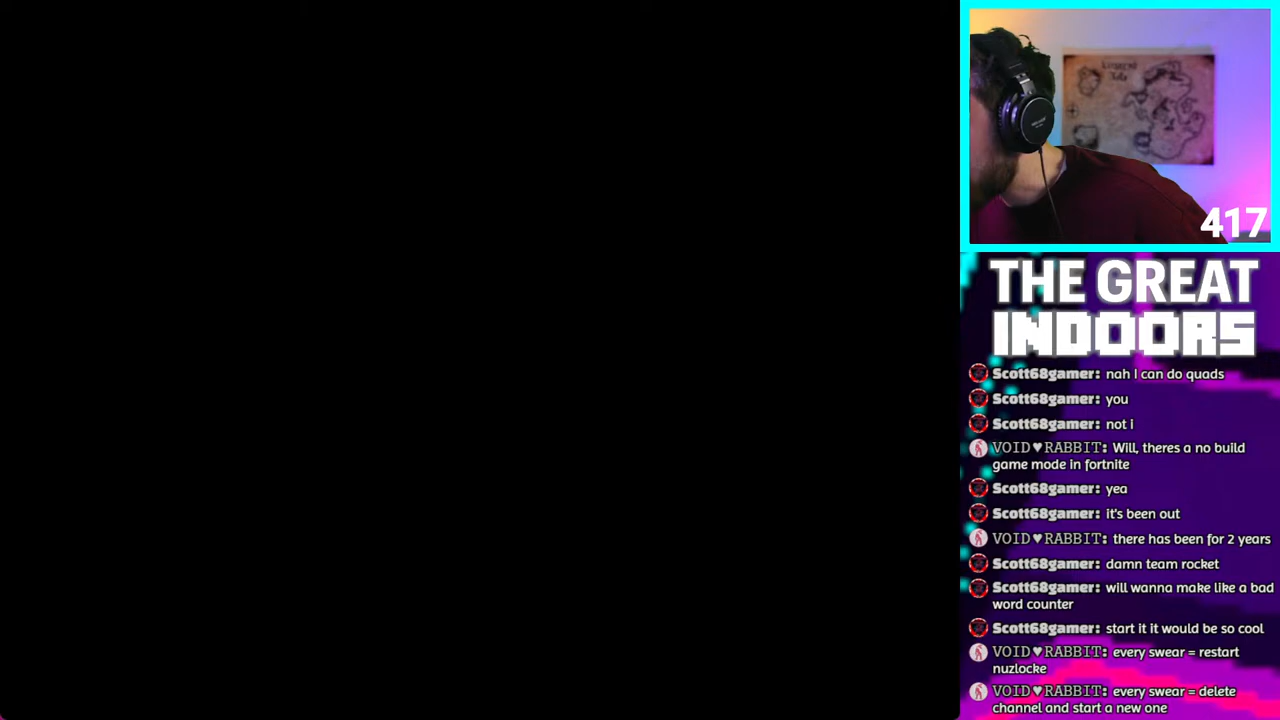 417
THE GREAT
INDOORS
Scott68gamer: nah I can do quads
Scott68gamer: you
Scott68gamer: not i
VOID♥RABBIT: Will, theres a no build
game mode in fortnite
Scott68gamer: yea
Scott68gamer: it's been out
VOID♥RABBIT: there has been for 2 years
Scott68gamer: damn team rocket
Scott68gamer: will wanna make like a bad
word counter
Scott68gamer: start it it would be so cool
VOID♥RABBIT: every swear = restart
nuzlocke
VOID♥RABBIT: every swear = delete
channel and start a new one